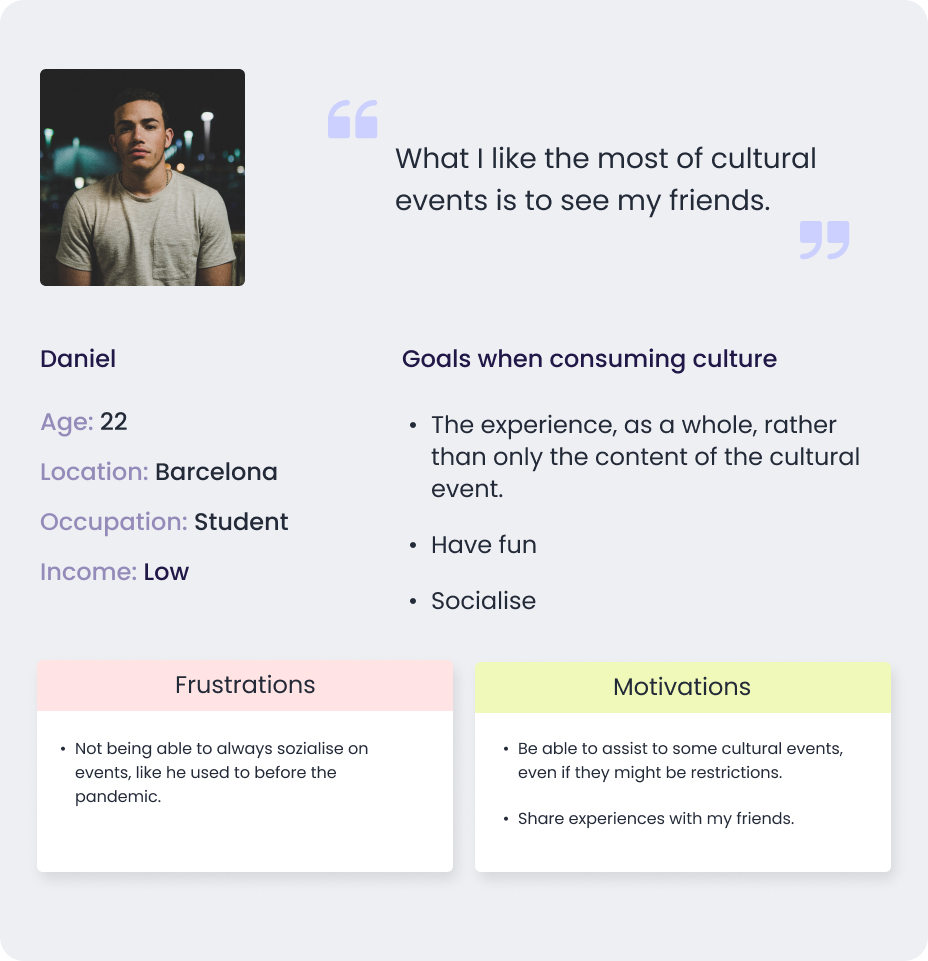 What I like the most of cultural
events is to see my friends.
Daniel
Age: 22
Location: Barcelona
Occupation: Student
Income: Low
Goals when consuming culture
• The experience, as a whole, rather
than only the content of the cultural
event.
• Have fun
• Socialise
Frustrations
• Not being able to always sozialise on
events, like he used to before the
pandemic.
Motivations
• Be able to assist to some cultural events,
even if they might be restrictions.
• Share experiences with my friends.